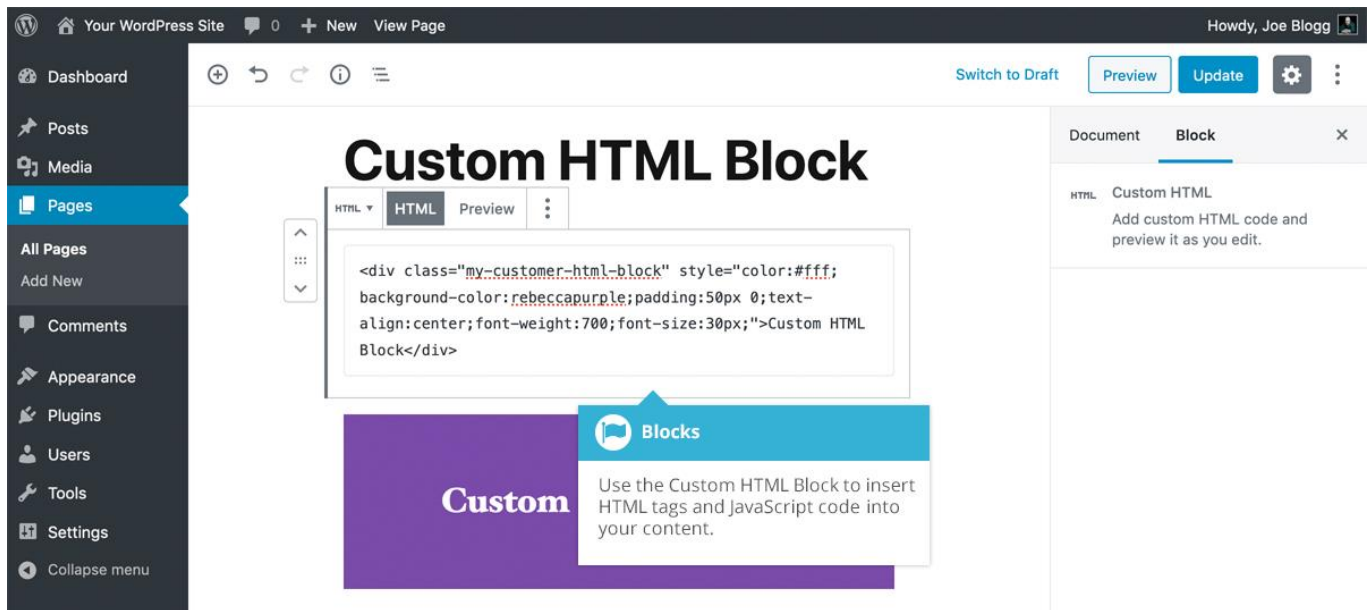 Your WordPress Site 0 New View Page Howdy, Joe Blogg
Dashboard
Posts
Media
Pages
All Pages
Add New
Comments
Appearance
Plugins
Users
Tools
Settings
Collapse menu
Switch to Draft Preview Update
Custom HTML Block
HTML HTML Preview
<div class="my-customer-html-block" style="color:#fff;
background-color:rebeccapurple;padding:50px 0;text-
align:center;font-weight:700;font-size:30px;">Custom HTML
Block</div>
Custom
Blocks
Use the Custom HTML Block to insert
HTML tags and JavaScript code into
your content.
Document Block
HTML Custom HTML
Add custom HTML code and
preview it as you edit.